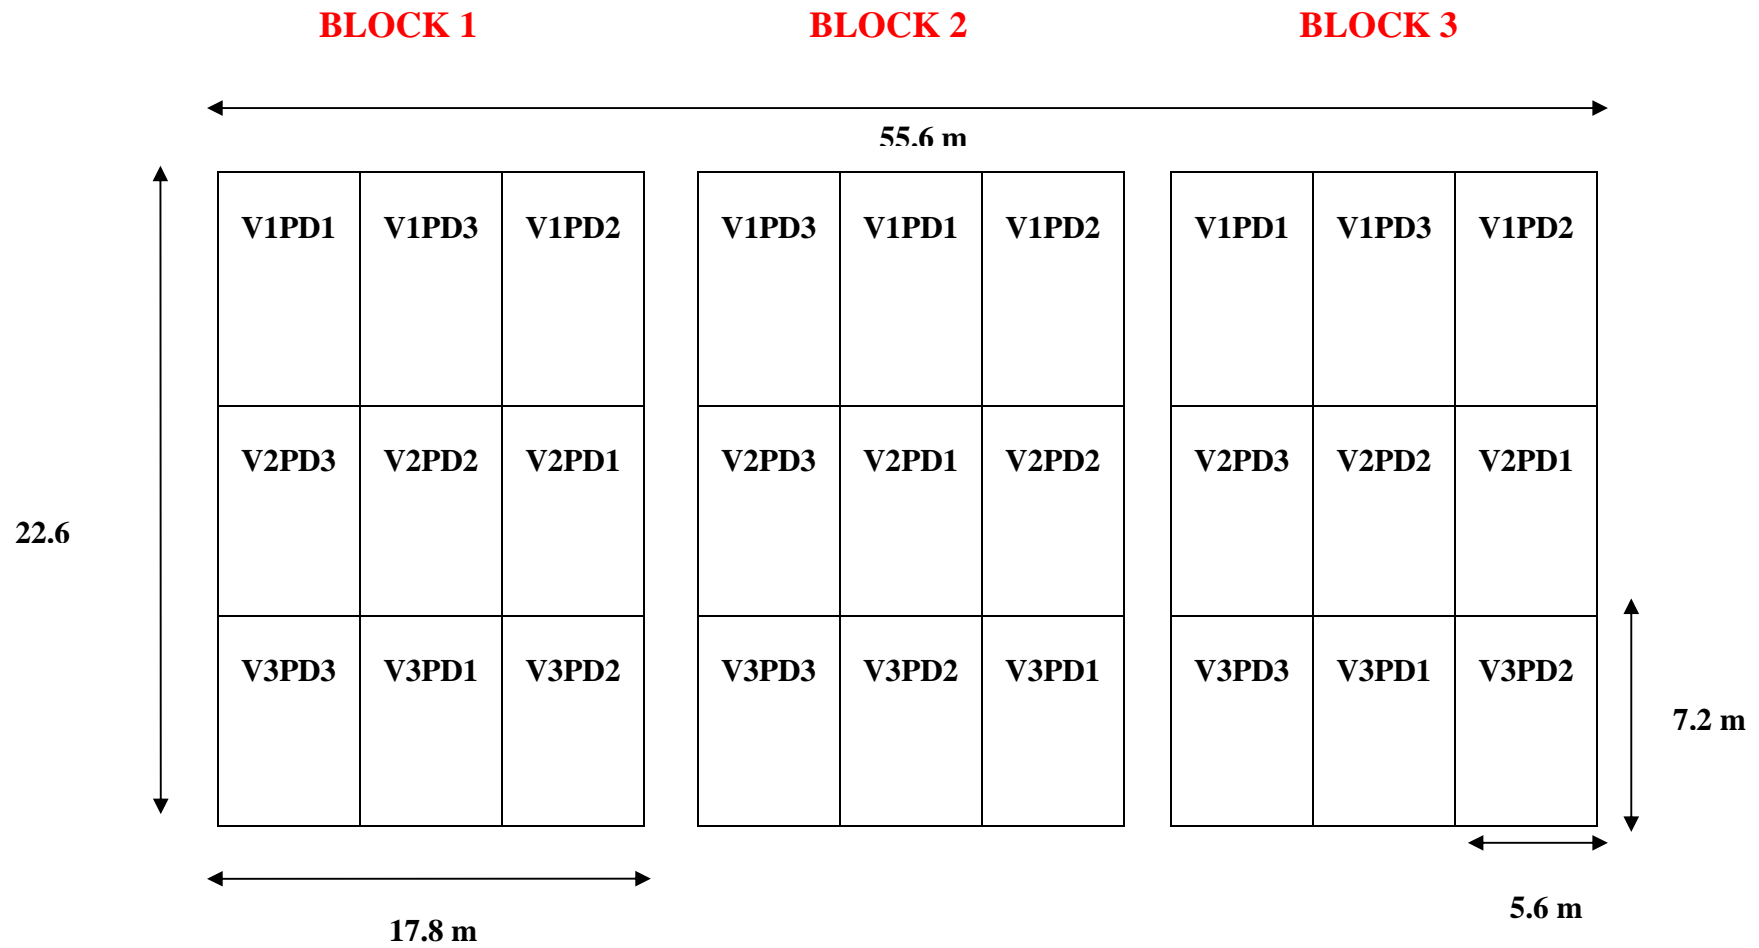 BLOCK 1 BLOCK 2 BLOCK 3
55.6 m
V1PD1 V1PD3 V1PD2 V1PD3 V1PD1 V1PD2 V1PD1 V1PD3 V1PD2
V2PD3 V2PD2 V2PD1 V2PD3 V2PD1 V2PD2 V2PD3 V2PD2 V2PD1
22.6
V3PD3 V3PD1 V3PD2 V3PD3 V3PD2 V3PD1 V3PD3 V3PD1 V3PD2
7.2 m
5.6 m
17.8 m